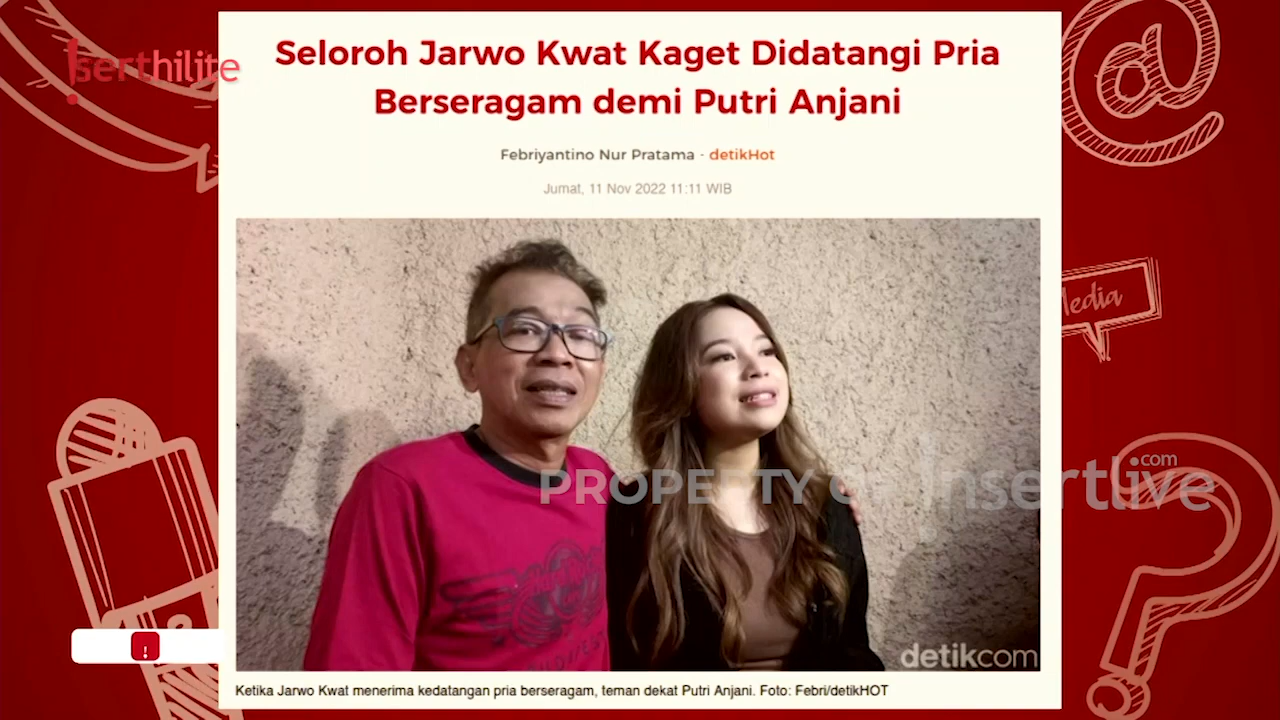 Inserthilite
Seloroh Jarwo Kwat Kaget Didatangi Pria
Berseragam demi Putri Anjani
Febriyantino Nur Pratama - detikHot
Jumat, 11 Nov 2022 11:11 WIB
Media
PROPERTY OF Insertlive.com
detikcom
Ketika Jarwo Kwat menerima kedatangan pria berseragam, teman dekat Putri Anjani. Foto: Febri/detikHOT